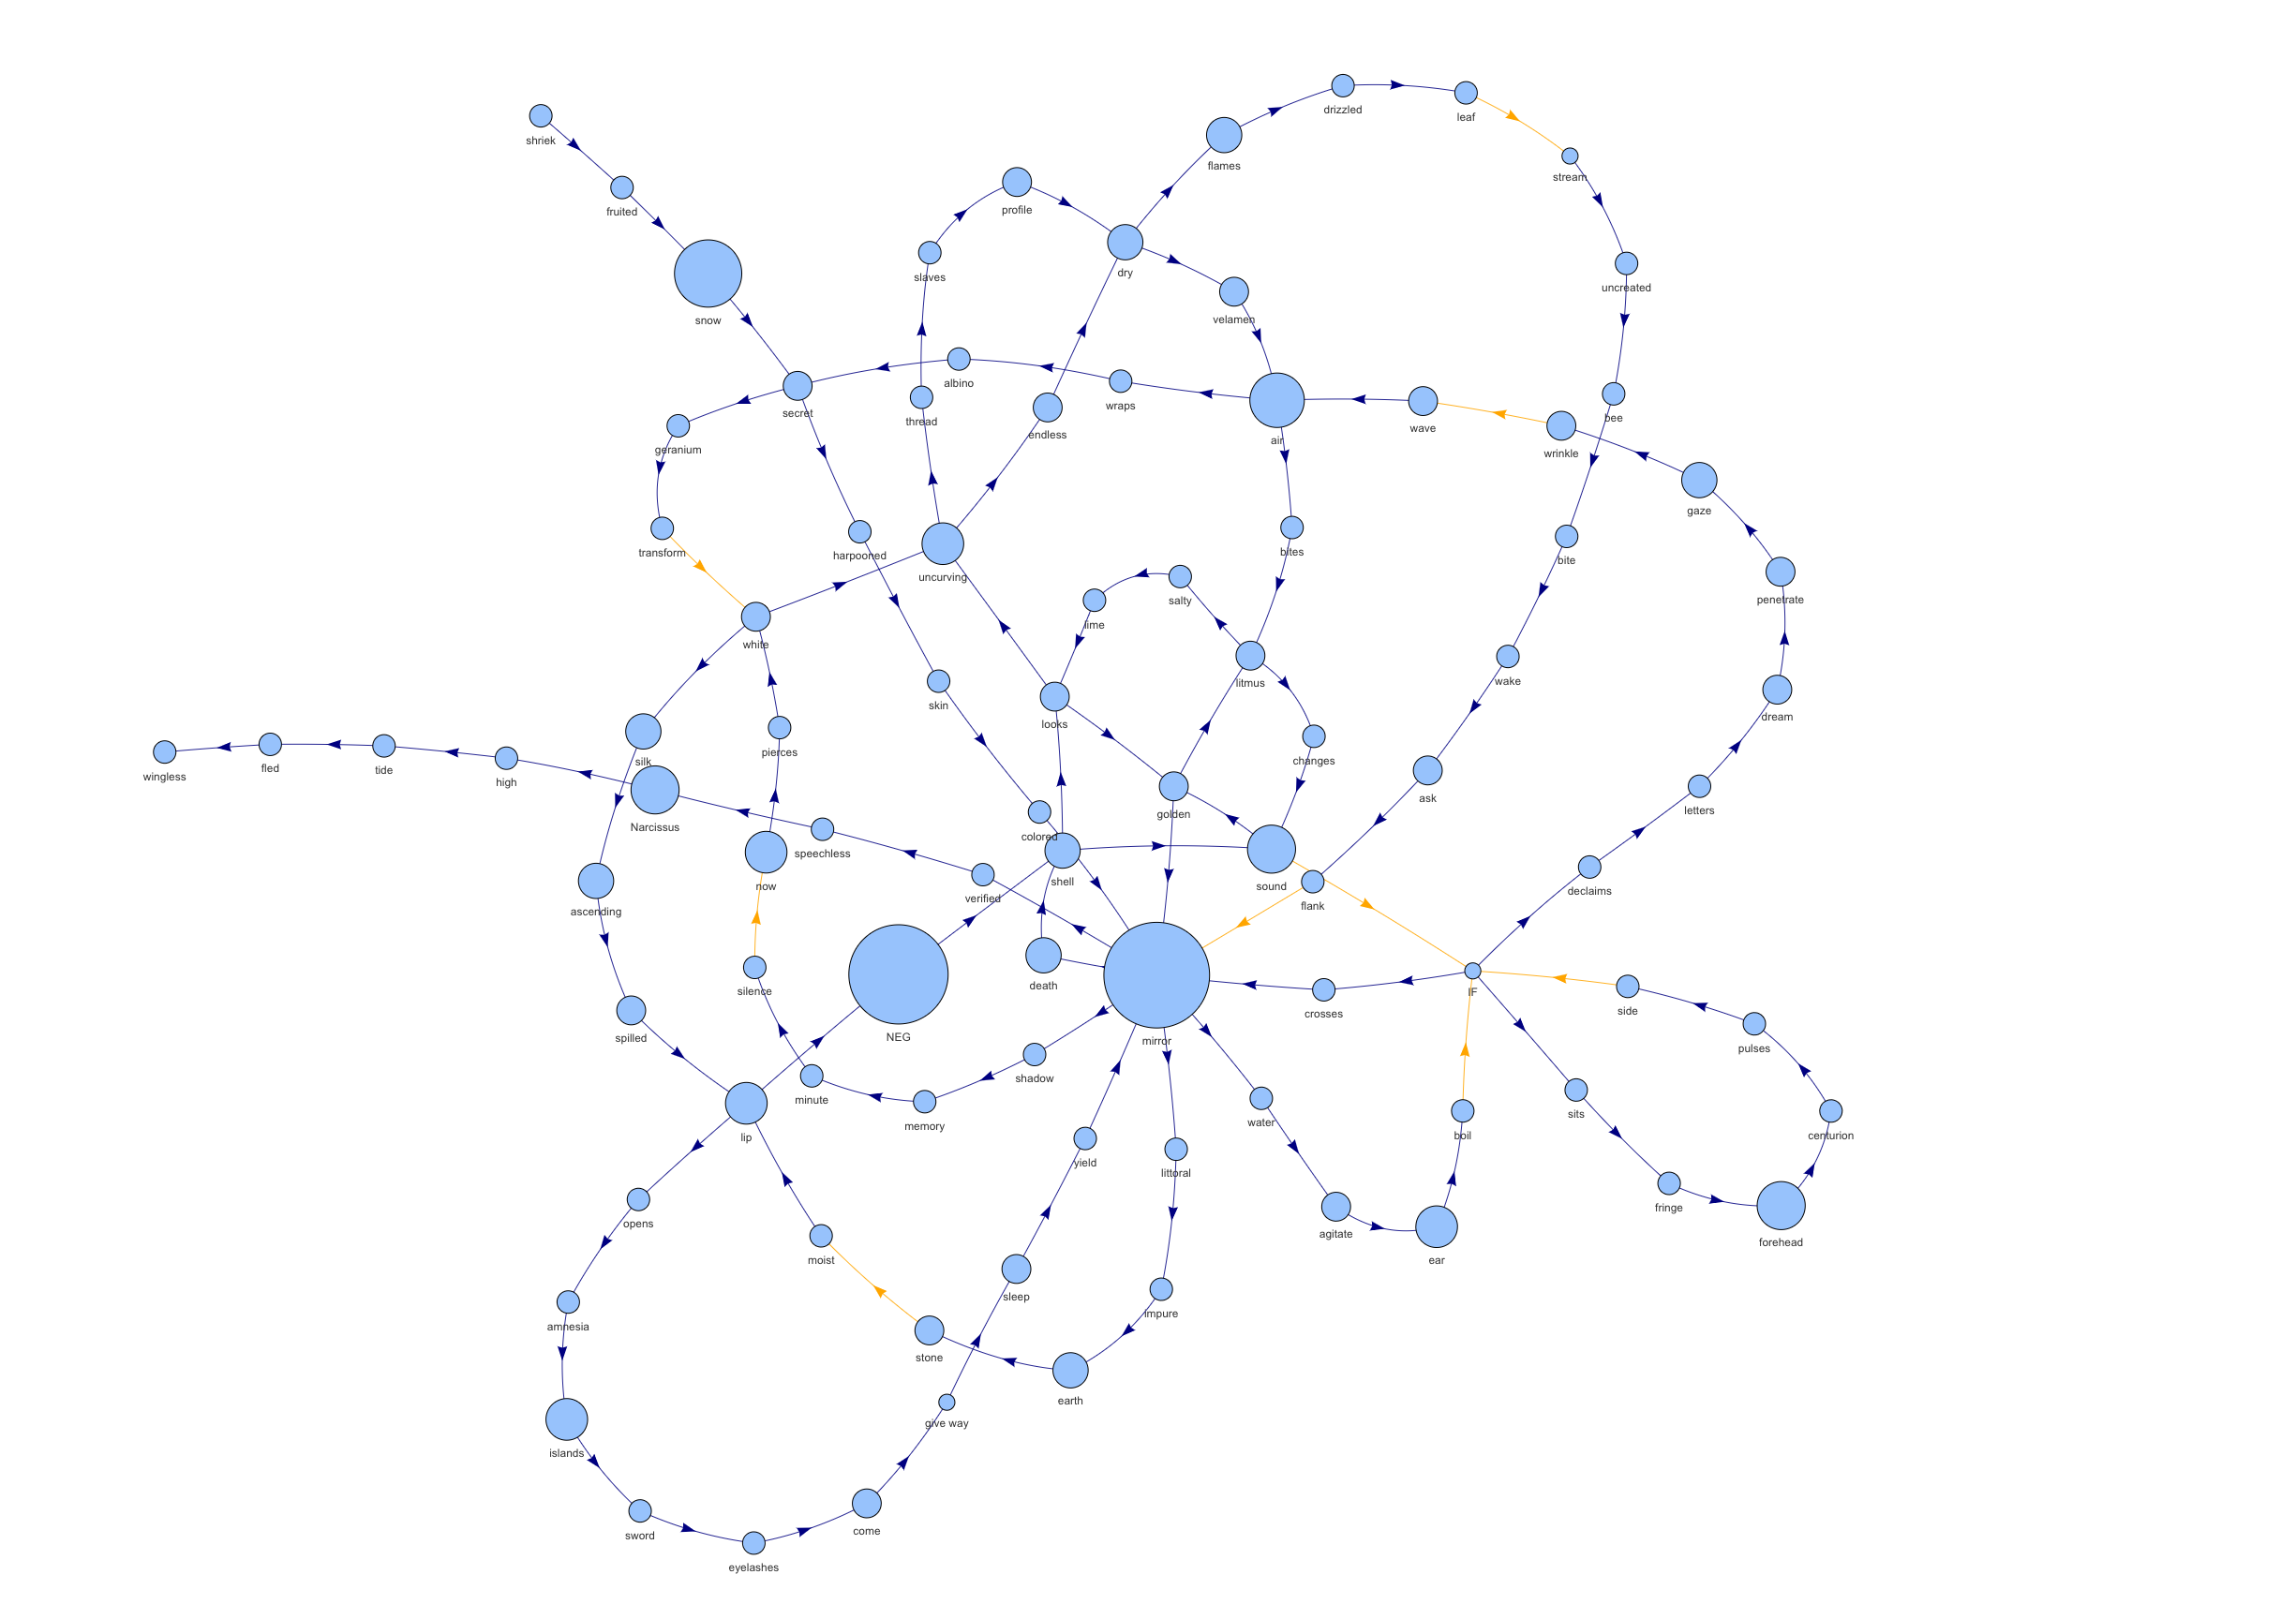 drizzled
leaf
shriek
flames
stream
fruited
profile
dry
slaves
uncreated
snow
velamen
albino
wraps
secret
thread
endless
air
wave
bee
geranium
wrinkle
gaze
transform
harpooned
uncurving
bites
bite
salty
penetrate
lime
white
litmus
wake
skin
looks
dream
pierces
silk
changes
wingless
fled
tide
high
ask
letters
golden
Narcissus
colored
speechless
shell
now
sound
declaims
verified
flank
ascending
death
silence
IF
crosses
side
spilled
NEG
mirror
pulses
shadow
minute
sits
memory
water
lip
boil
centurion
yield
littoral
fringe
opens
agitate
forehead
moist
ear
sleep
impure
amnesia
stone
earth
give way
islands
come
sword
eyelashes